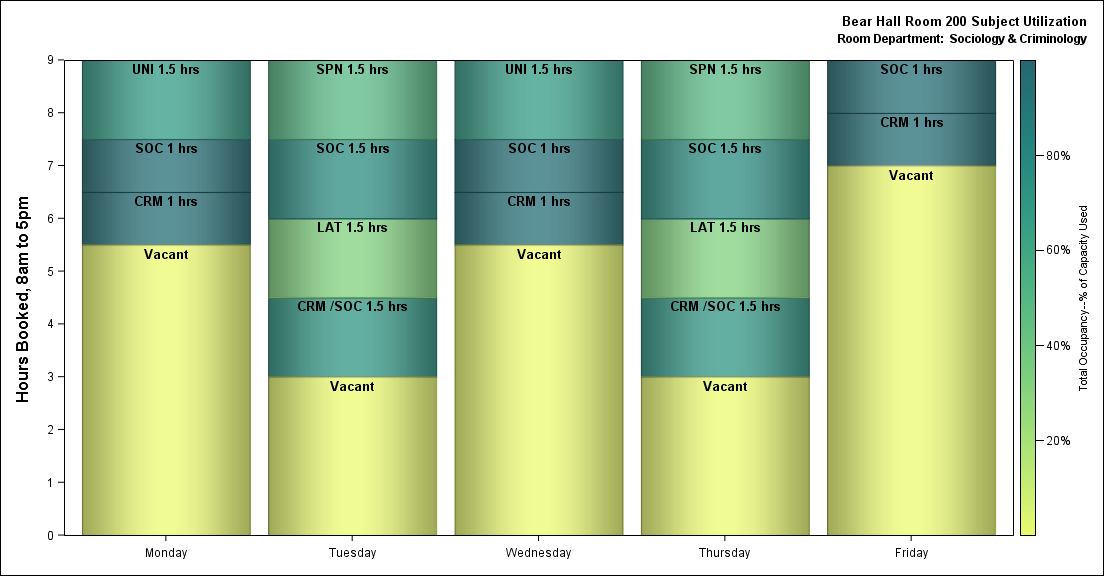 Bear Hall Room 200 Subject Utilization
Room Department: Sociology & Criminology
Hours Booked, 8am to 5pm
9
8
7
6
5
4
3
2
1
0
UNI 1.5 hrs
SOC 1 hrs
CRM 1 hrs
Vacant
Monday
SPN 1.5 hrs
SOC 1.5 hrs
LAT 1.5 hrs
CRM /SOC 1.5 hrs
Vacant
Tuesday
UNI 1.5 hrs
SOC 1 hrs
CRM 1 hrs
Vacant
Wednesday
SPN 1.5 hrs
SOC 1.5 hrs
LAT 1.5 hrs
CRM /SOC 1.5 hrs
Vacant
Thursday
SOC 1 hrs
CRM 1 hrs
Vacant
Friday
80%
60%
40%
20%
Total Occupancy--% of Capacity Used